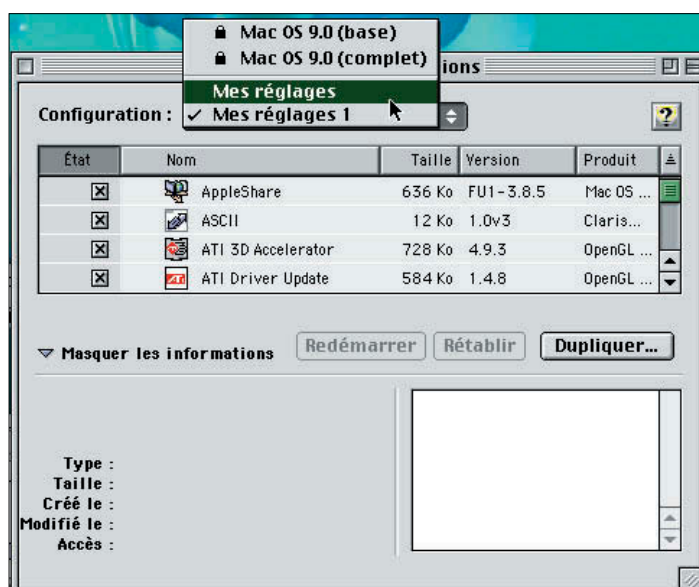 Mac OS 9.0 (base)
Mac OS 9.0 (complet)
ions
Mes réglages
Configuration : ✓ Mes réglages 1
État Nom Taille Version Produit
AppleShare 636 Ko FU1-3.8.5 Mac OS ...
ASCII 12 Ko 1.0v3 Claris...
ATI 3D Accelerator 728 Ko 4.9.3 OpenGL ...
ATI ATI Driver Update 584 Ko 1.4.8 OpenGL ...
Masquer les informations Redémarrer Rétablir Dupliquer...
Type :
Taille :
Créé le :
Modifié le :
Accès :